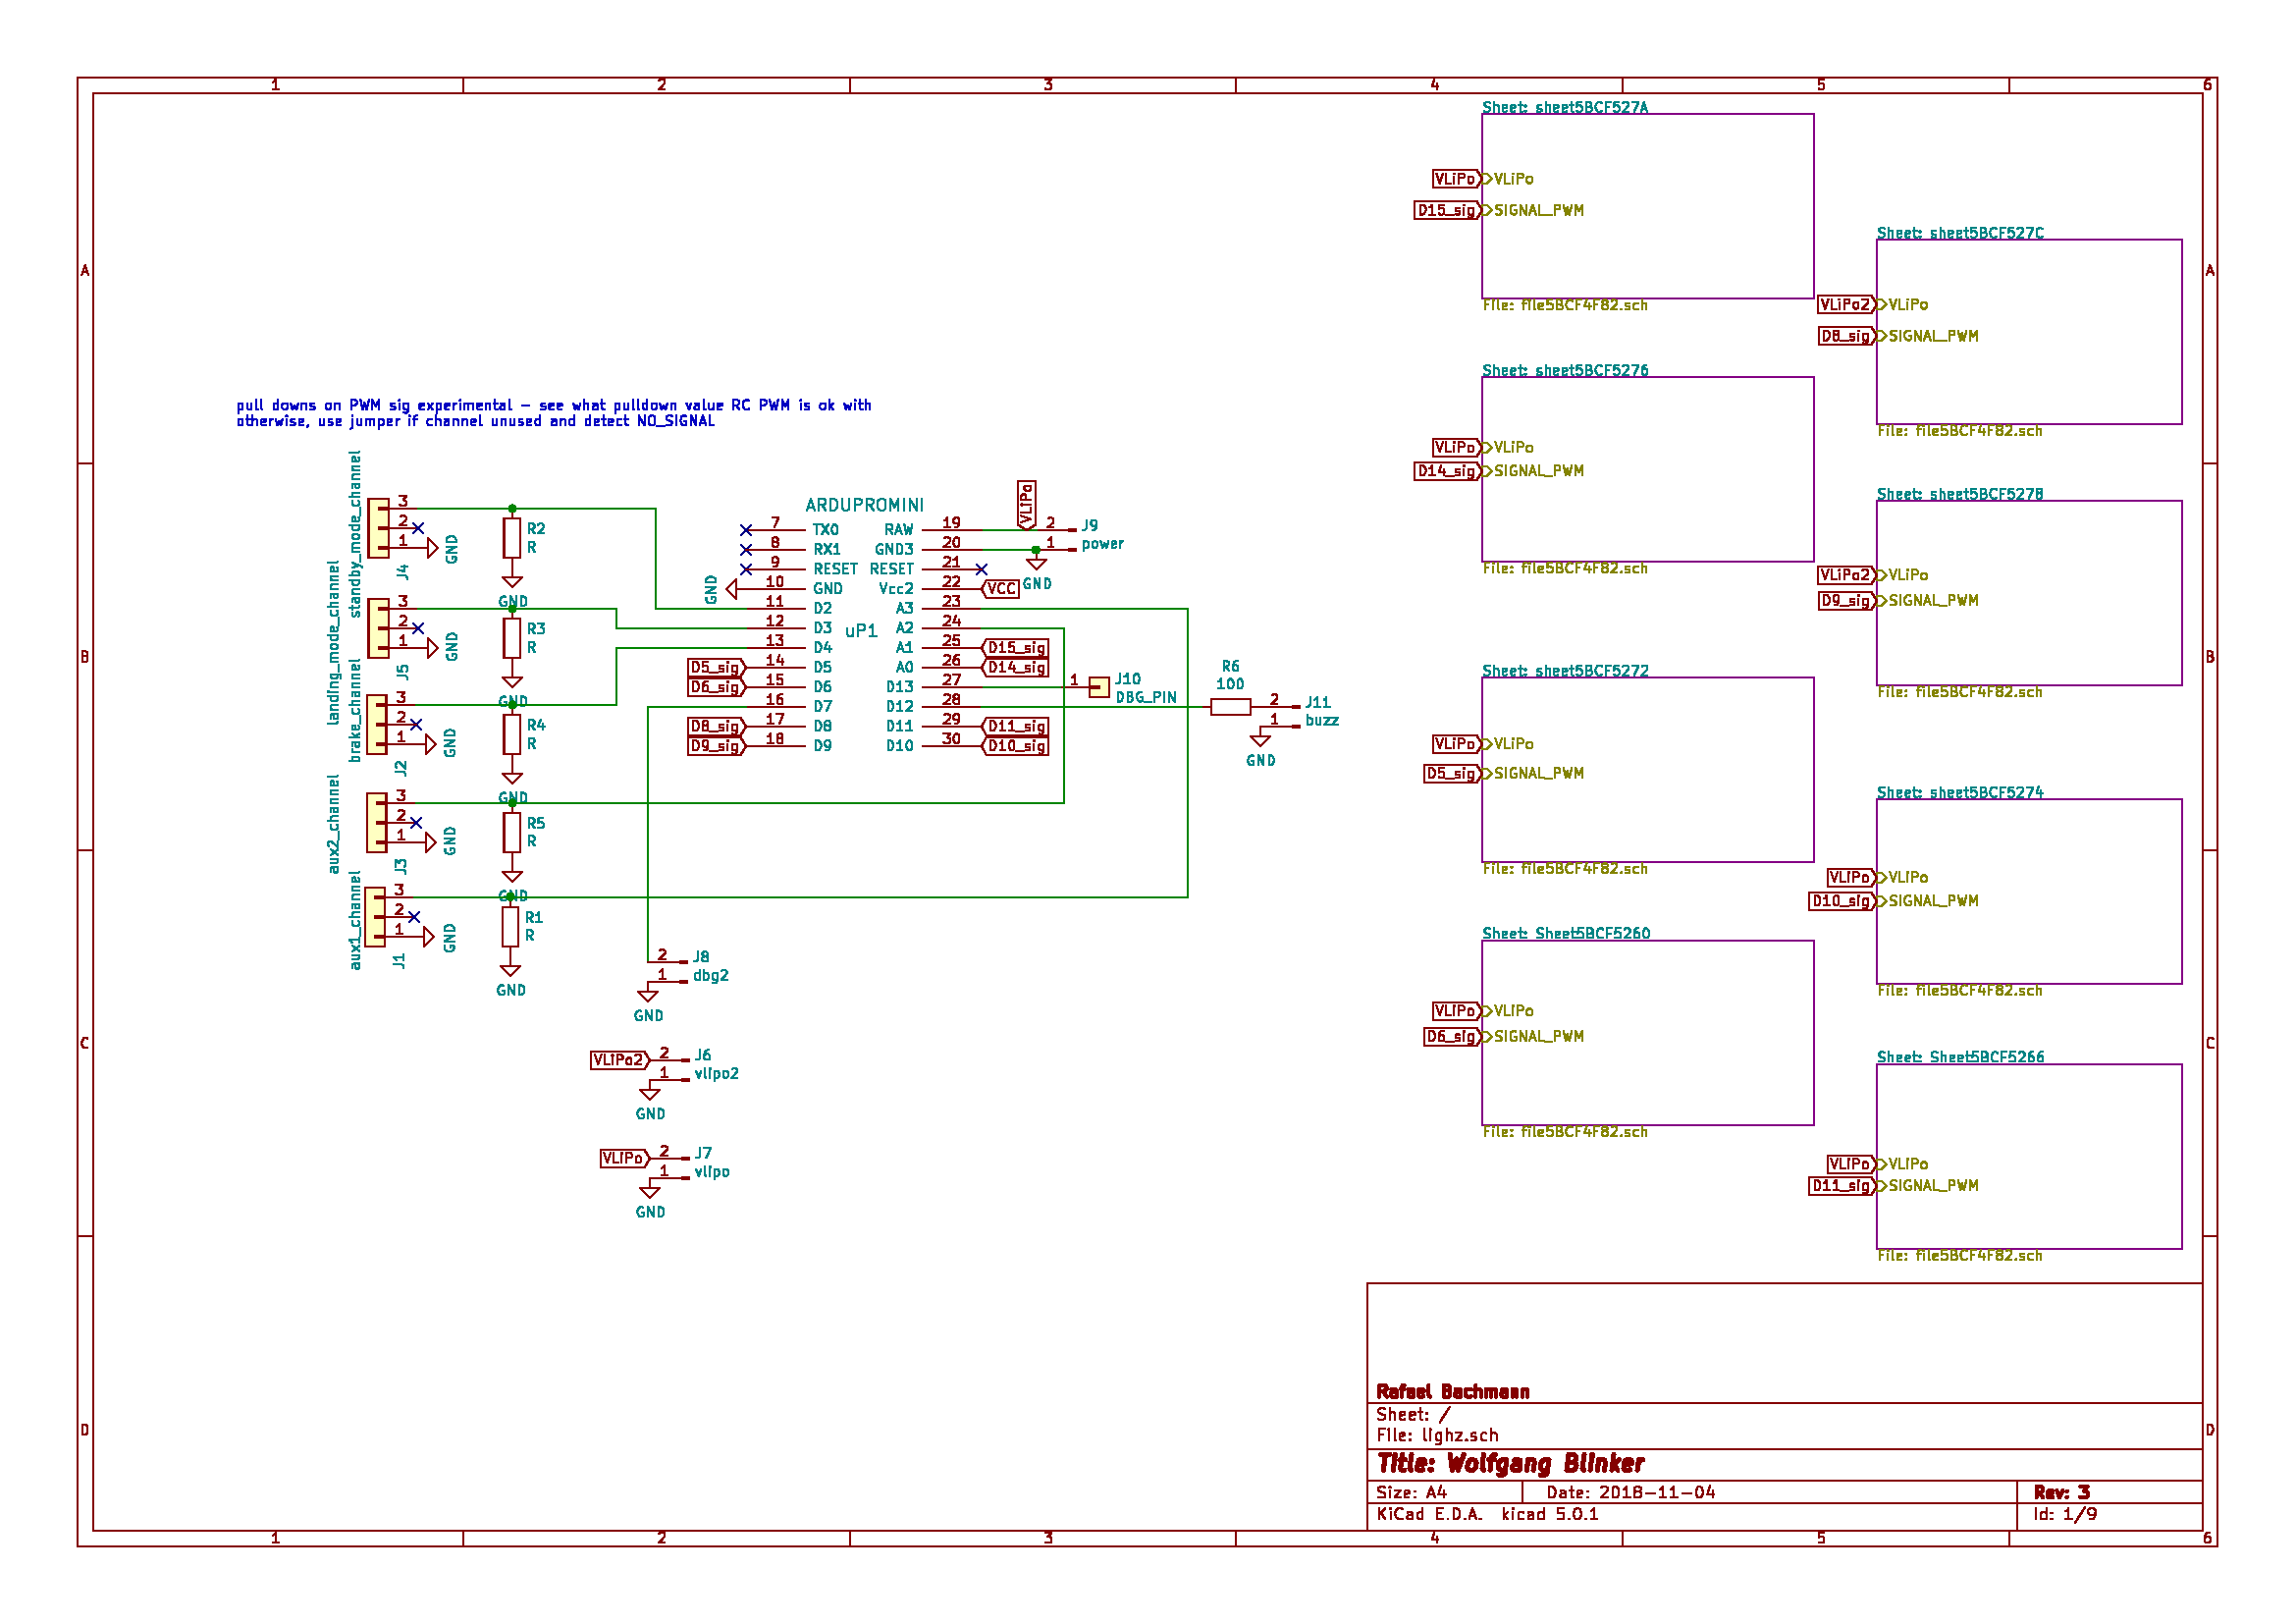 1 2 3 4 5 6
A
B
C
D
A
B
C
D
1 2 3 4 5 6
pull downs on PWM sig experimental - see what pulldown value RC PWM is ok with
otherwise, use jumper if channel unused and detect NO_SIGNAL
standby_mode_channel
J4
3
2
1
GND
R2
R
GND
landing_mode_channel
J5
3
2
1
GND
R3
R
GND
brake_channel
J2
3
2
1
GND
R4
R
GND
aux2_channel
J3
3
2
1
GND
R5
R
GND
aux1_channel
J1
3
2
1
GND
R1
R
GND
ARDUPROMINI
uP1
7 TX0
8 RX1
9 RESET
GND 10 GND
11 D2
12 D3
13 D4
D5_sig 14 D5
D6_sig 15 D6
16 D7
D8_sig 17 D8
D9_sig 18 D9
RAW 19
GND3 20
RESET 21
Vcc2 22 VCC
A3 23
A2 24
A1 25 D15_sig
A0 26 D14_sig
D13 27
D12 28
D11 29 D11_sig
D10 30 D10_sig
VLiPo
2 J9
1 power
GND
1 J10
DBG_PIN
R6
100
2 J11
1 buzz
GND
2 J8
1 dbg2
GND
VLiPo2 2 J6
1 vlipo2
GND
VLiPo 2 J7
1 vlipo
GND
Sheet: sheet5BCF527A
VLiPo VLiPo
D15_sig SIGNAL_PWM
File: file5BCF4F82.sch
Sheet: sheet5BCF527C
VLiPo2 VLiPo
D8_sig SIGNAL_PWM
File: file5BCF4F82.sch
Sheet: sheet5BCF5276
VLiPo VLiPo
D14_sig SIGNAL_PWM
File: file5BCF4F82.sch
Sheet: sheet5BCF5278
VLiPo2 VLiPo
D9_sig SIGNAL_PWM
File: file5BCF4F82.sch
Sheet: sheet5BCF5272
VLiPo VLiPo
D5_sig SIGNAL_PWM
File: file5BCF4F82.sch
Sheet: sheet5BCF5274
VLiPo VLiPo
D10_sig SIGNAL_PWM
File: file5BCF4F82.sch
Sheet: Sheet5BCF5260
VLiPo VLiPo
D6_sig SIGNAL_PWM
File: file5BCF4F82.sch
Sheet: Sheet5BCF5266
VLiPo VLiPo
D11_sig SIGNAL_PWM
File: file5BCF4F82.sch
Rafael Bachmann
Sheet: /
File: lighz.sch
Title: Wolfgang Blinker
Size: A4 Date: 2018-11-04 Rev: 3
KiCad E.D.A. kicad 5.0.1 Id: 1/9